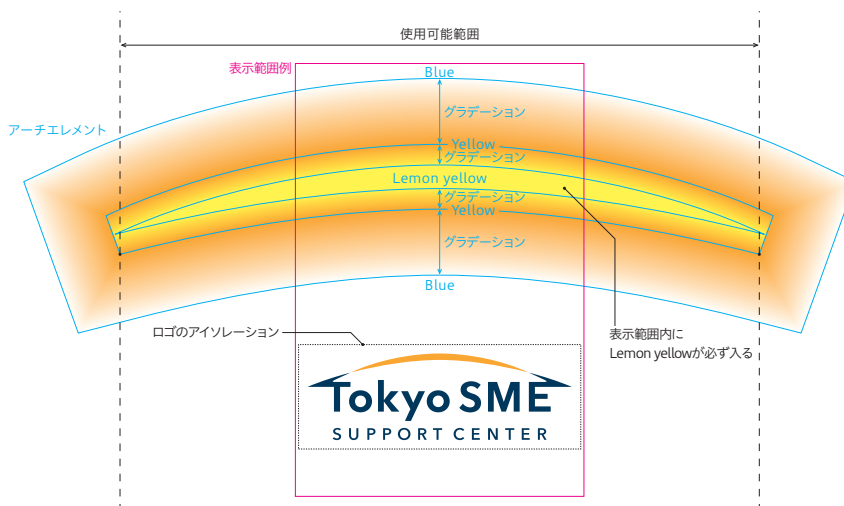 使用可能範囲
表示範囲例
Blue
アーチエレメント
グラデーション
Yellow
グラデーション
Lemon yellow
グラデーション
Yellow
グラデーション
Blue
ロゴのアイソレーション
表示範囲内に
Lemon yellowが必ず入る
Tokyo SME
SUPPORT CENTER